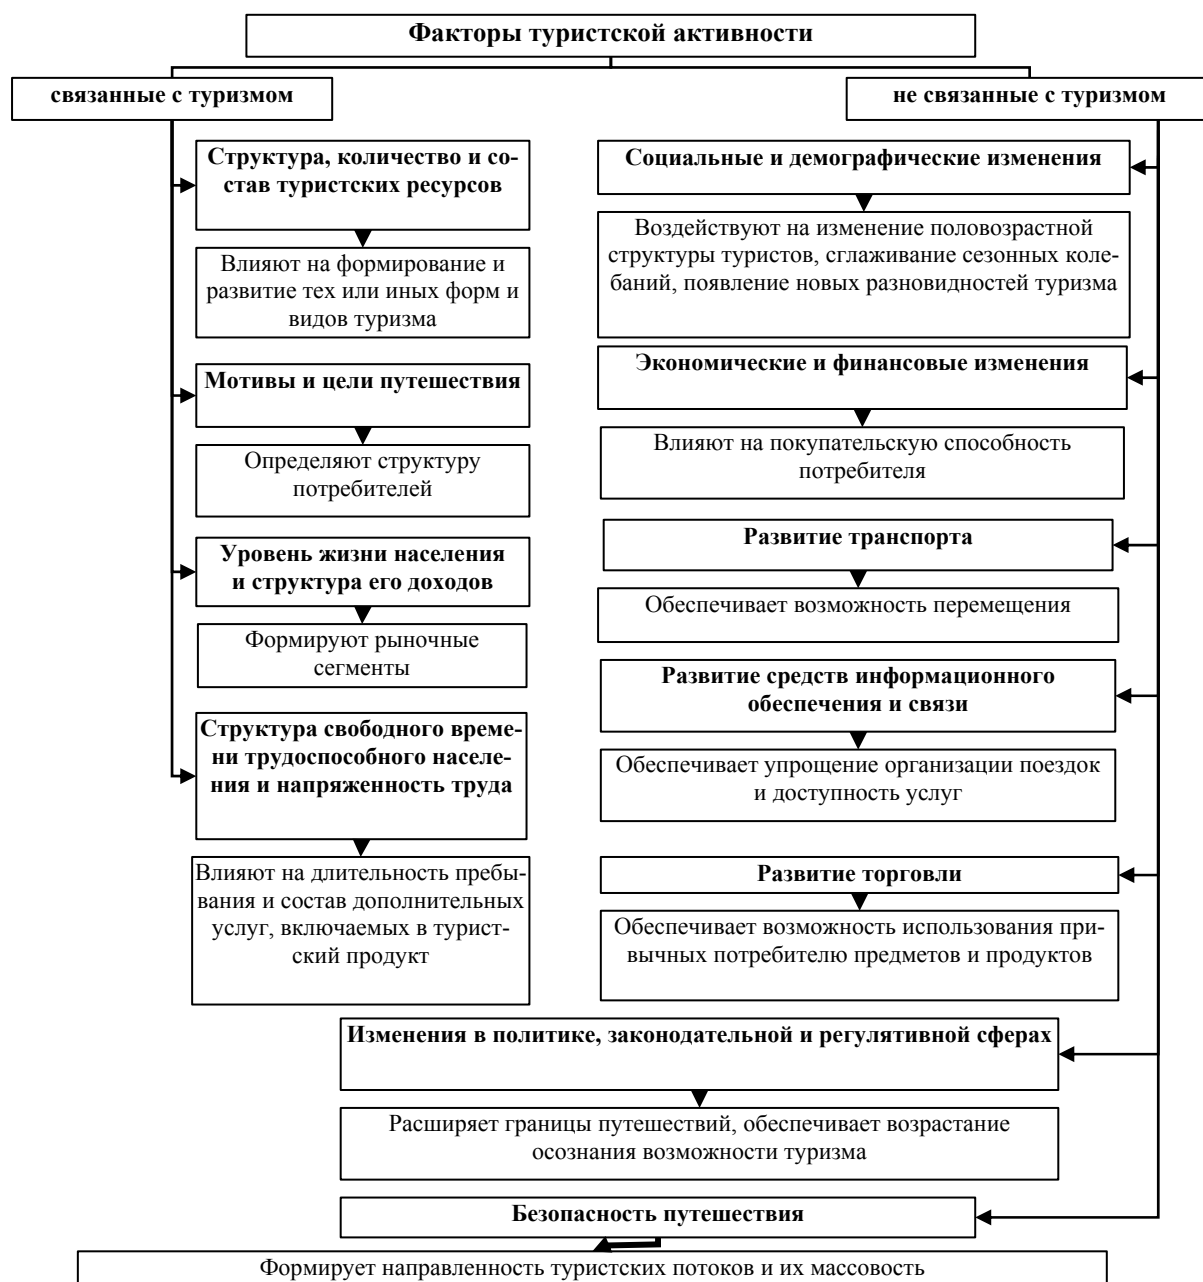 Факторы туристской активности
связанные с туризмом
не связанные с туризмом
Структура, количество и со-
став туристских ресурсов
Влияют на формирование и
развитие тех или иных форм и
видов туризма
Мотивы и цели путешествия
Определяют структуру
потребителей
Уровень жизни населения
и структура его доходов
Формируют рыночные
сегменты
Структура свободного време-
ни трудоспособного населе-
ния и напряженность труда
Влияют на длительность пребы-
вания и состав дополнительных
услуг, включаемых в турист-
ский продукт
Социальные и демографические изменения
Воздействуют на изменение половозрастной
структуры туристов, сглаживание сезонных коле-
баний, появление новых разновидностей туризма
Экономические и финансовые изменения
Влияют на покупательскую способность
потребителя
Развитие транспорта
Обеспечивает возможность перемещения
Развитие средств информационного
обеспечения и связи
Обеспечивает упрощение организации поездок
и доступность услуг
Развитие торговли
Обеспечивает возможность использования при-
вычных потребителю предметов и продуктов
Изменения в политике, законодательной и регулятивной сферах
Расширяет границы путешествий, обеспечивает возрастание
осознания возможности туризма
Безопасность путешествия
Формирует направленность туристских потоков и их массовость